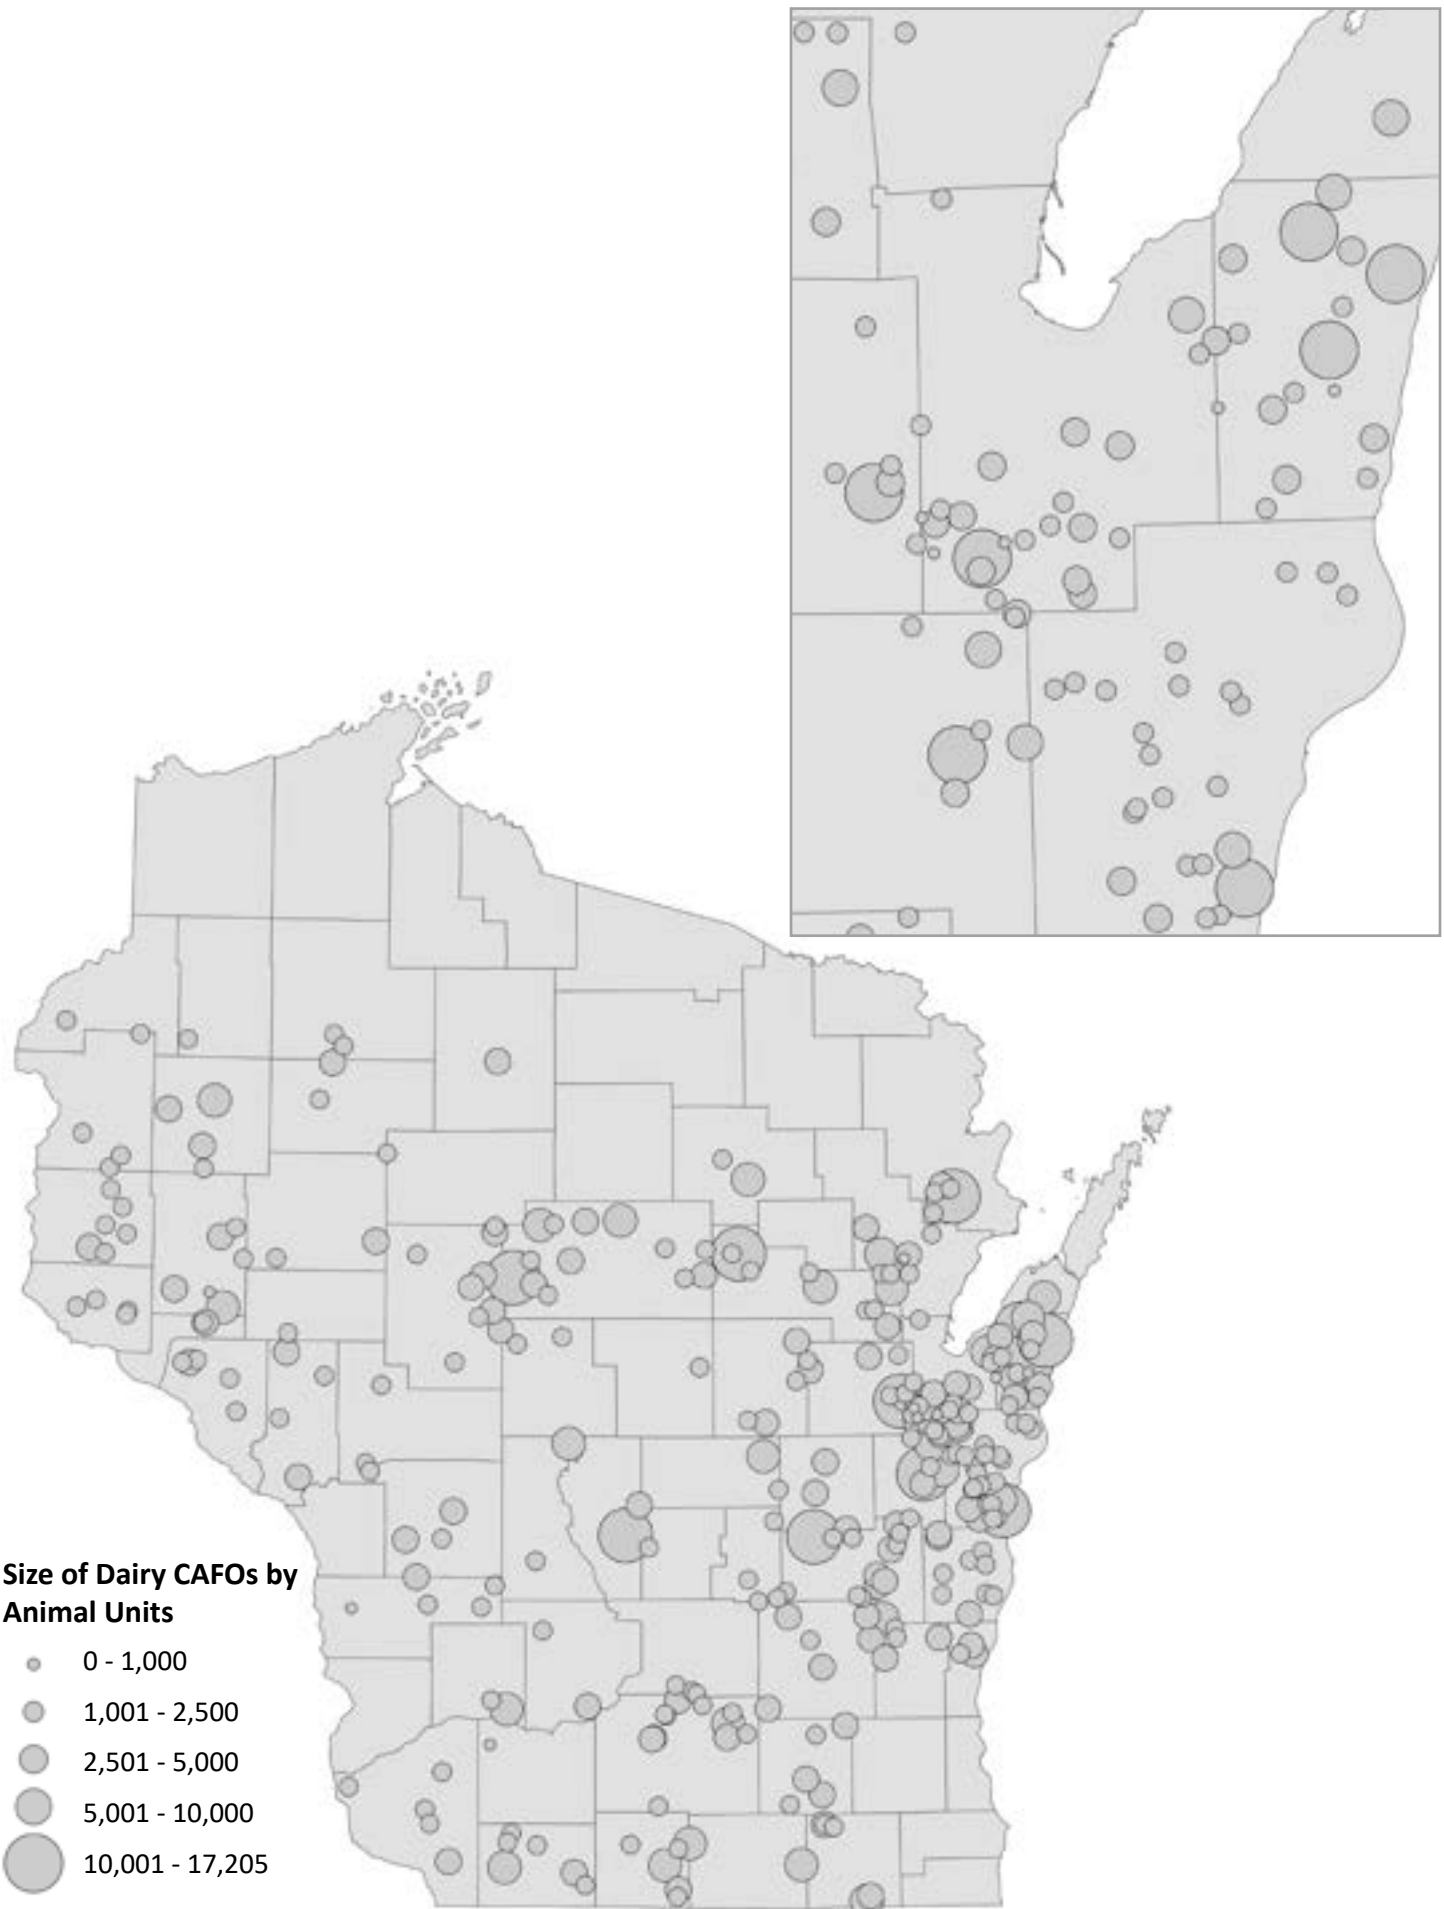 Size of Dairy CAFOs by
Animal Units
0 - 1,000
1,001 - 2,500
2,501 - 5,000
5,001 - 10,000
10,001 - 17,205